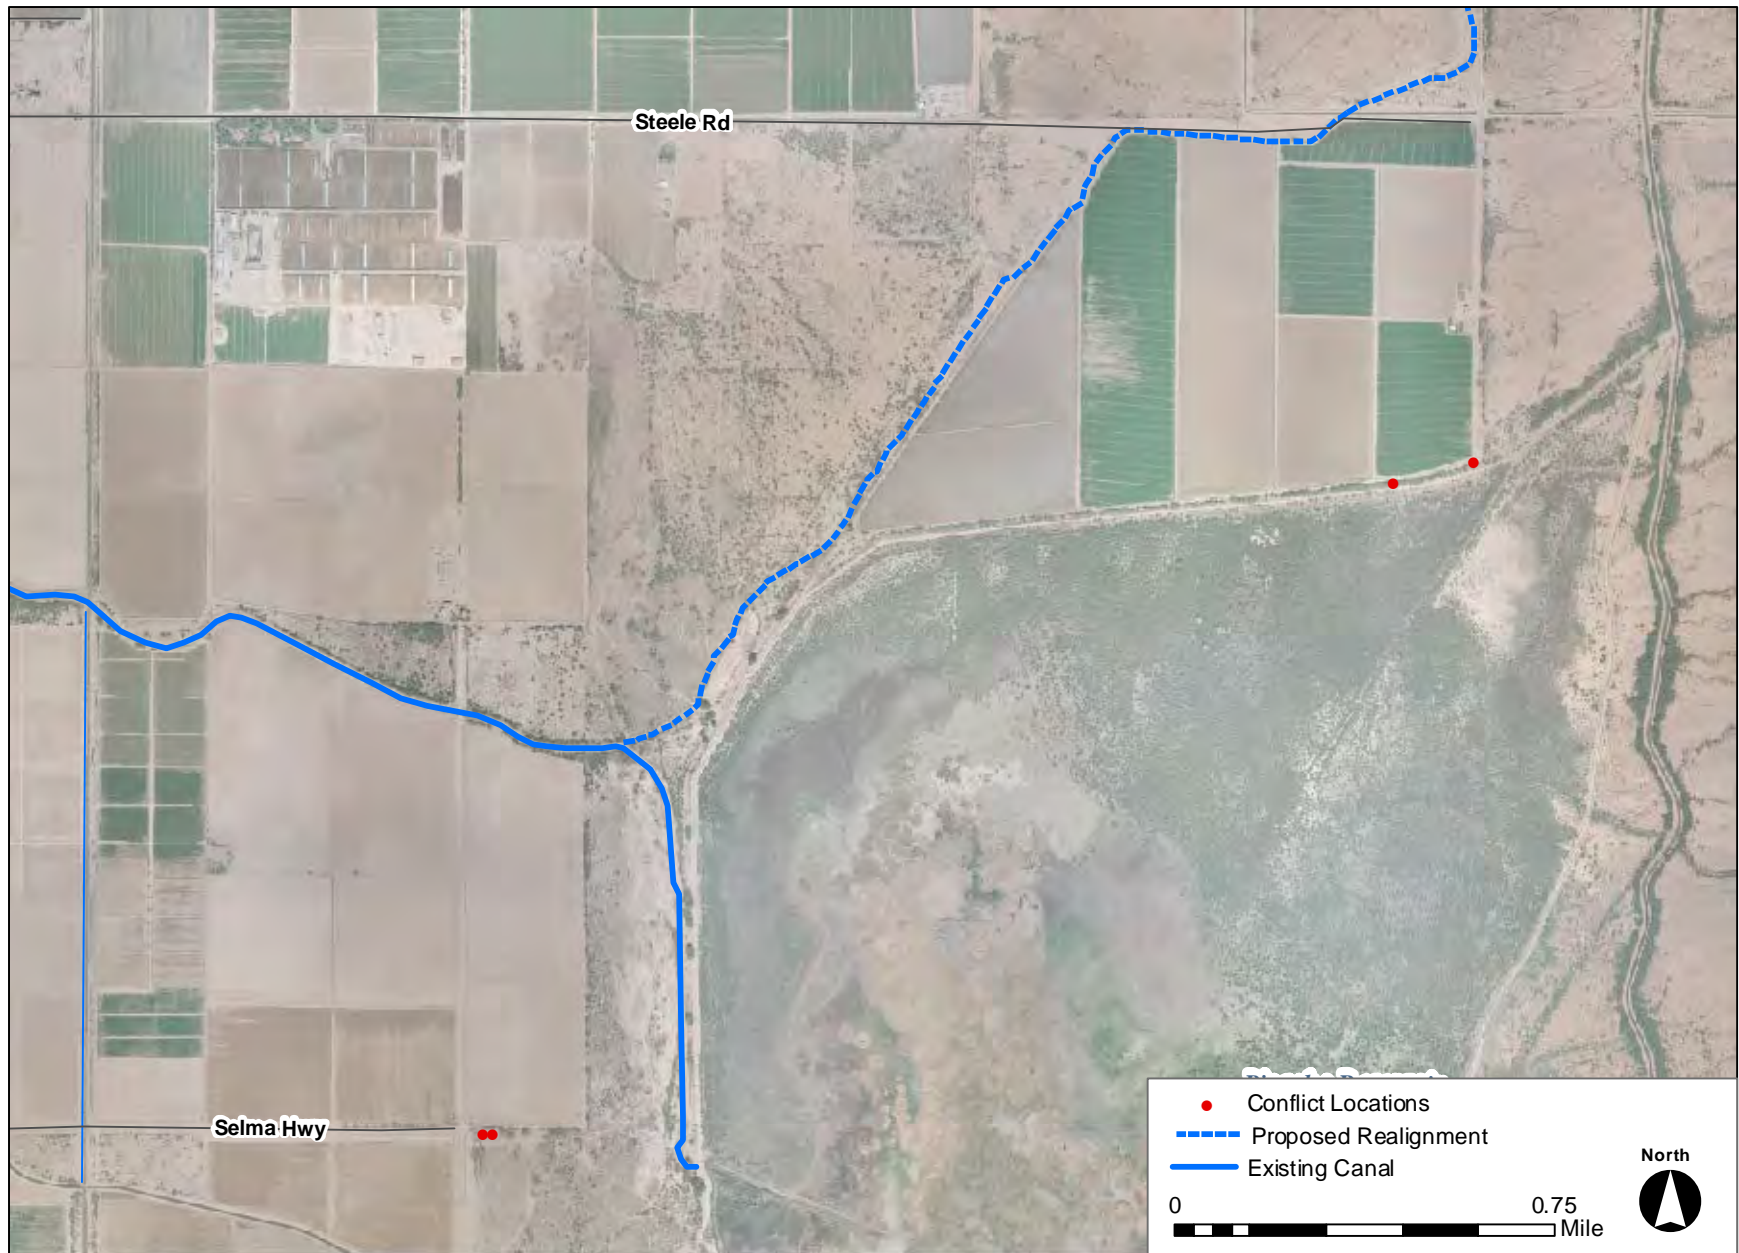 Steele Rd
Selma Hwy
Conflict Locations
Proposed Realignment
Existing Canal
North
0 0.75
Mile